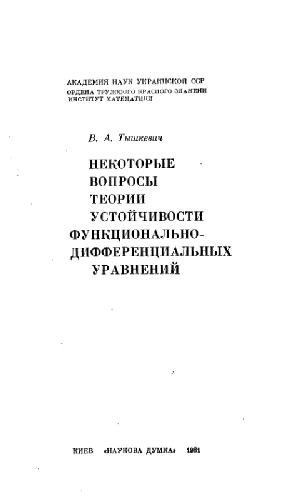 АКАДЕМИЯ НАУК УКРАИНСКОЙ ССР
ОРДЕНА ТРУДОВОГО КРАСНОГО ЗНАМЕНИ
ИНСТИТУТ МАТЕМАТИКИ
В. А. Тышкевич
НЕКОТОРЫЕ
ВОПРОСЫ
ТЕОРИИ
УСТОЙЧИВОСТИ
ФУНКЦИОНАЛЬНО-
ДИФФЕРЕНЦИАЛЬНЫХ
УРАВНЕНИЙ
КИЕВ «НАУКОВА ДУМКА» 1981